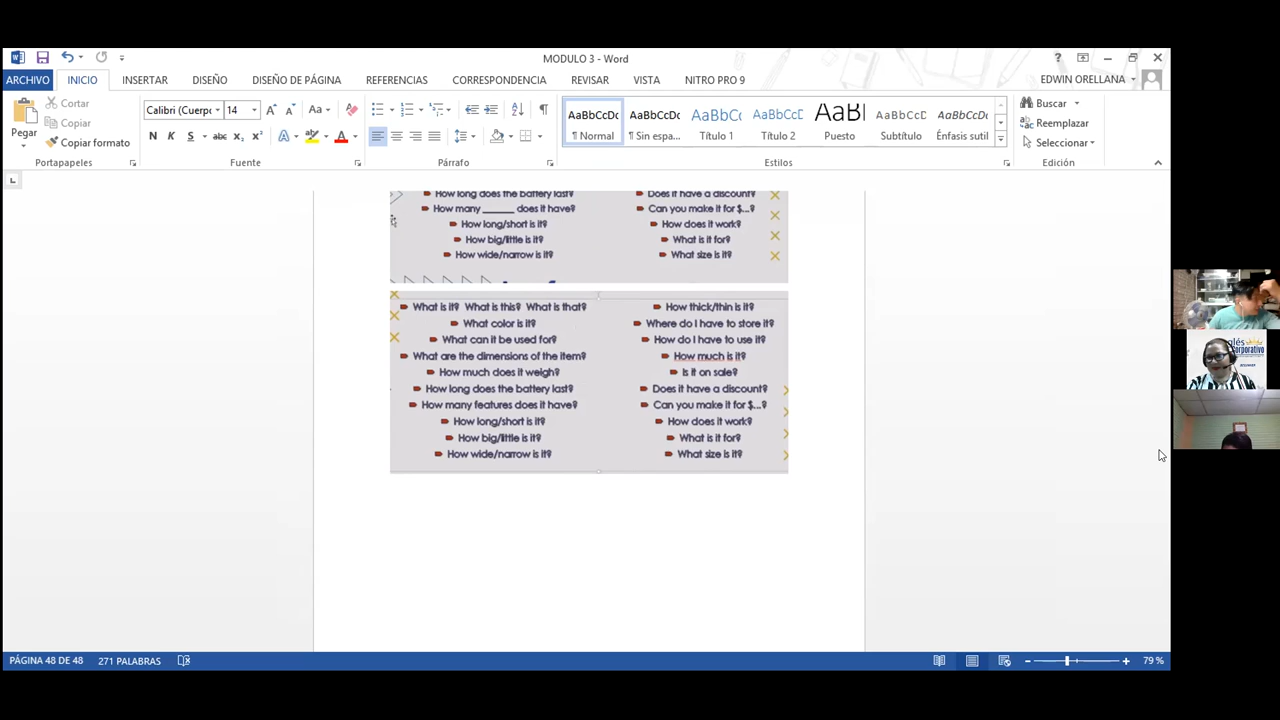 MODULO 3 - Word
EDWIN ORELLANA
ARCHIVO INICIO INSERTAR DISEÑO DISEÑO DE PÁGINA REFERENCIAS CORRESPONDENCIA REVISAR VISTA NITRO PRO 9
Pegar
Cortar
Copiar
Copiar formato
Portapapeles
Calibri (Cuerpo 14
N K S abc x₂ x²
Fuente
Párrafo
AaBbCcDc AaBbCcDc AaBbC AaBbCcD AaB AaBbCcD AaBbCcDc
¶ Normal ¶ Sin espa... Título 1 Título 2 Puesto Subtítulo Énfasis sutil
Estilos
Buscar
Reemplazar
Seleccionar
Edición
How long does the battery last?
How many ______ does it have?
How long/short is it?
How big/little is it?
How wide/narrow is it?
Does it have a discount?
Can you make it for $...?
How does it work?
What is it for?
What size is it?
What is it? What is this? What is that?
What color is it?
What can it be used for?
What are the dimensions of the item?
How much does it weigh?
How long does the battery last?
How many features does it have?
How long/short is it?
How big/little is it?
How wide/narrow is it?
How thick/thin is it?
Where do I have to store it?
How do I have to use it?
How much is it?
Is it on sale?
Does it have a discount?
Can you make it for $...?
How does it work?
What is it for?
What size is it?
PÁGINA 48 DE 48 271 PALABRAS
79 %